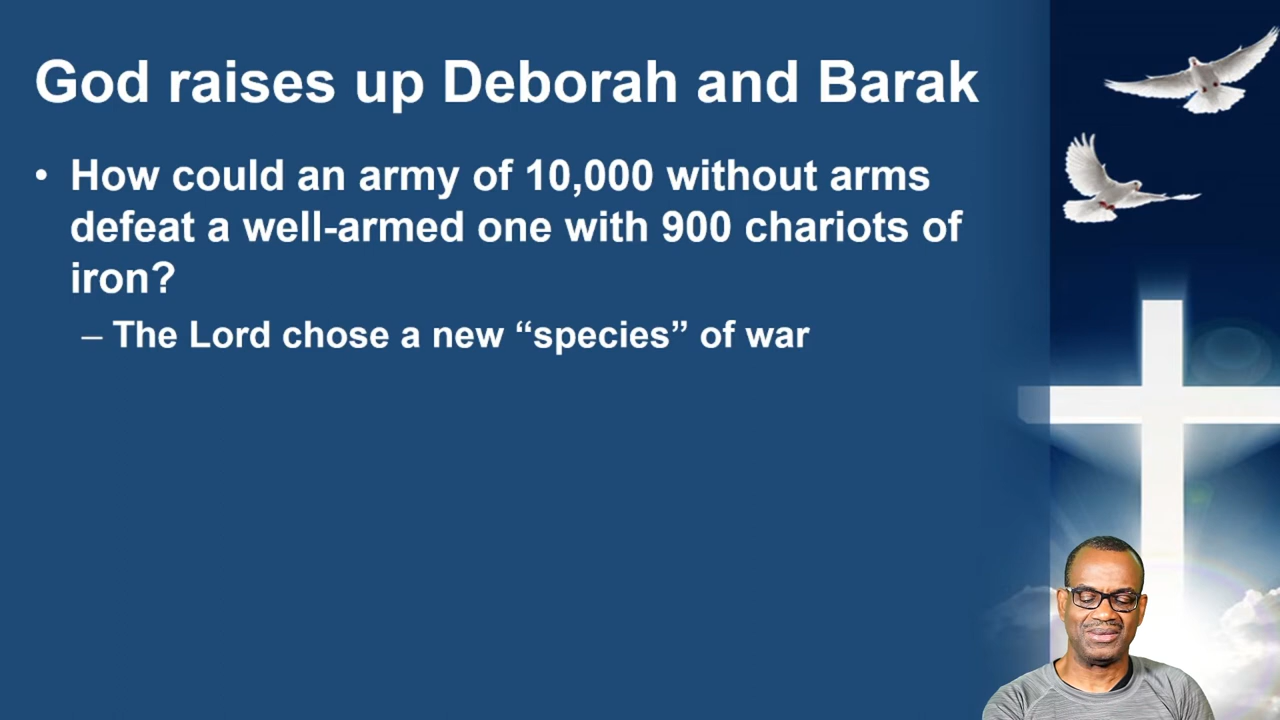 God raises up Deborah and Barak
• How could an army of 10,000 without arms
defeat a well-armed one with 900 chariots of
iron?
– The Lord chose a new “species” of war